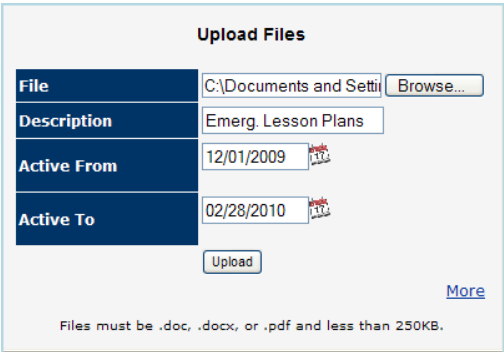 Upload Files
File C:\Documents and Setti Browse...
Description Emerg. Lesson Plans
Active From 12/01/2009
Active To 02/28/2010
Upload
More
Files must be .doc, .docx, or .pdf and less than 250KB.